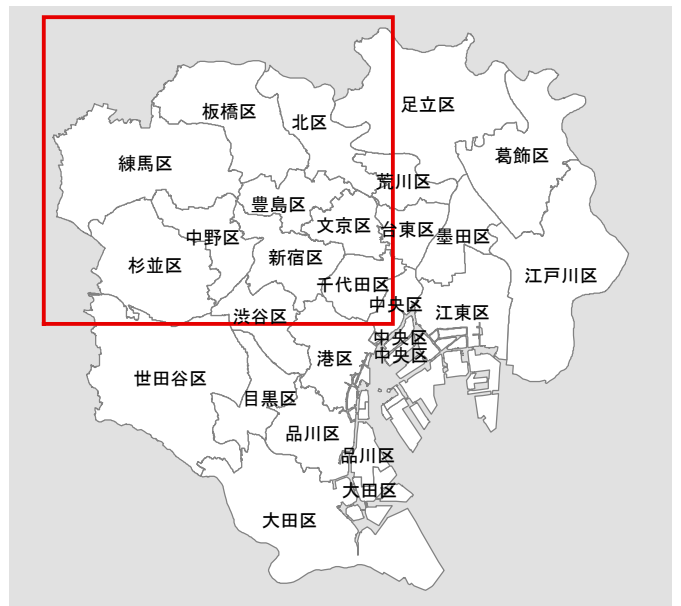 足立区
板橋区
北区
葛飾区
練馬区
荒川区
豊島区
文京区
台東区
墨田区
中野区
新宿区
杉並区
江戸川区
千代田区
中央区
江東区
渋谷区
中央区
中央区
港区
世田谷区
目黒区
品川区
品川区
大田区
大田区